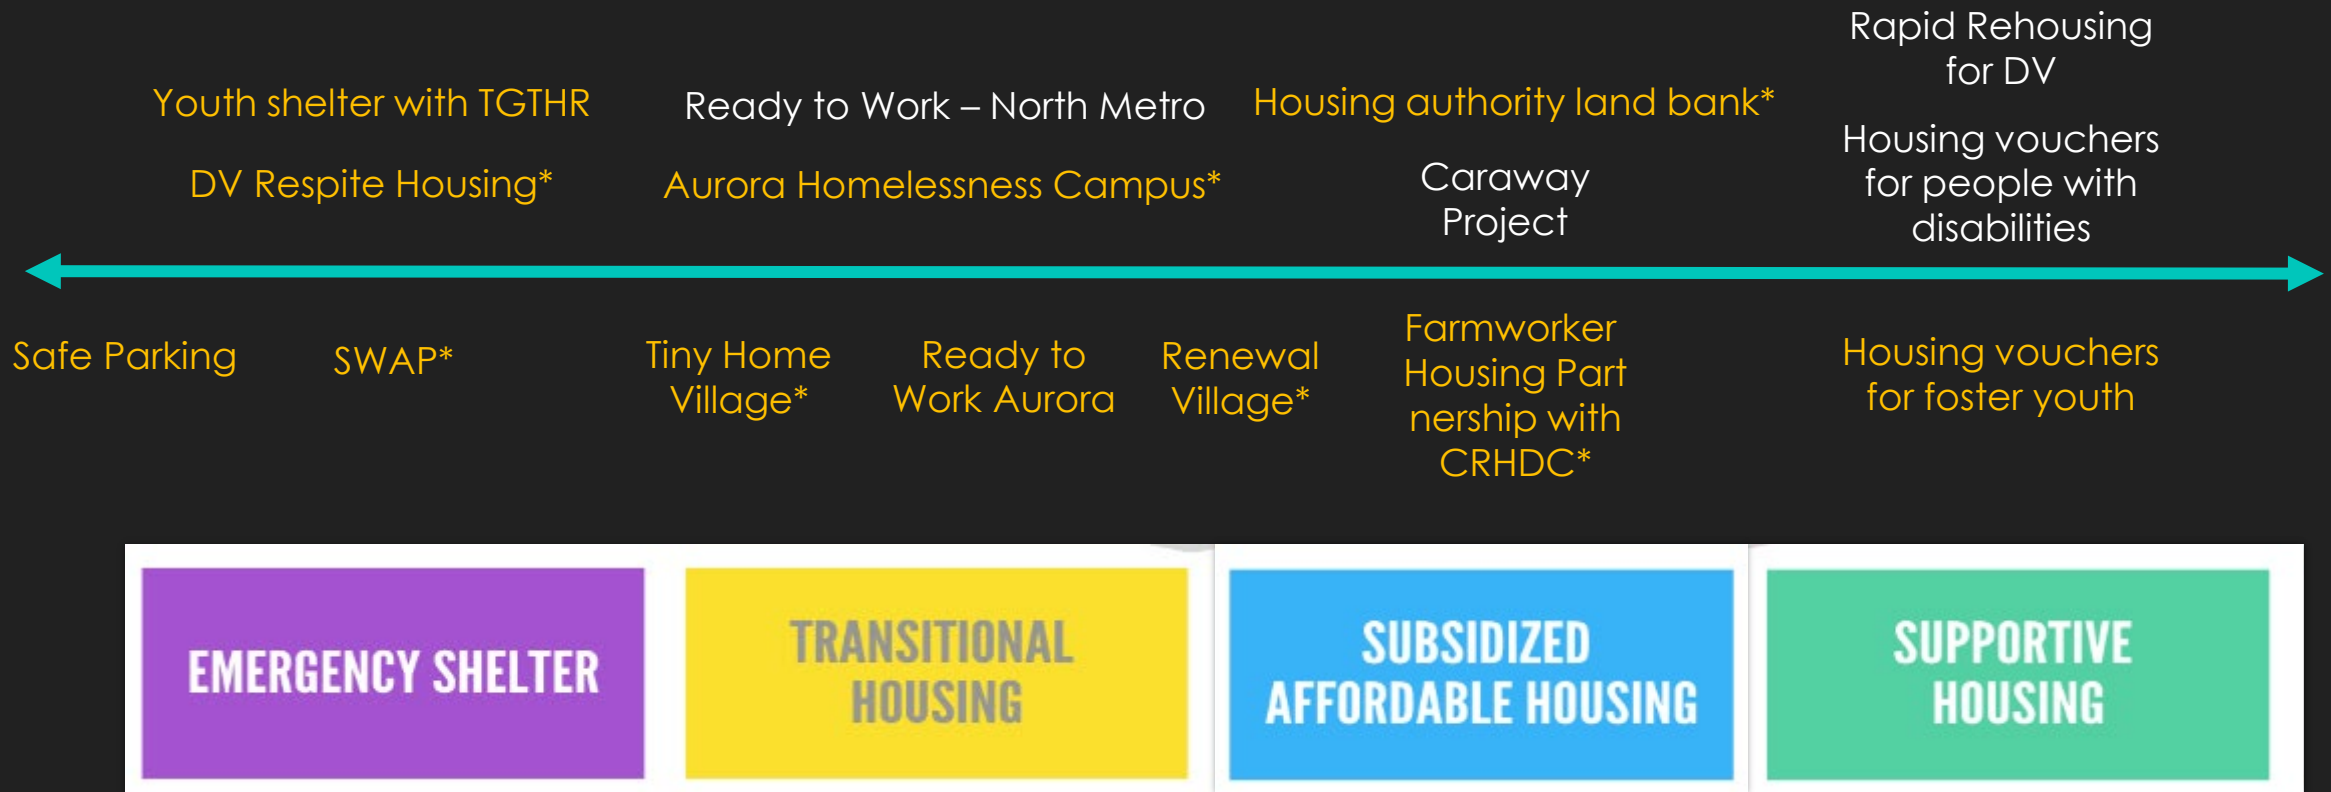 Youth shelter with TGTHR
DV Respite Housing*
Ready to Work – North Metro
Aurora Homelessness Campus*
Housing authority land bank*
Caraway
Project
Rapid Rehousing
for DV
Housing vouchers
for people with
disabilities
Safe Parking
SWAP*
Tiny Home
Village*
Ready to
Work Aurora
Renewal
Village*
Farmworker
Housing Part
nership with
CRHDC*
Housing vouchers
for foster youth
EMERGENCY SHELTER
TRANSITIONAL
HOUSING
SUBSIDIZED
AFFORDABLE HOUSING
SUPPORTIVE
HOUSING